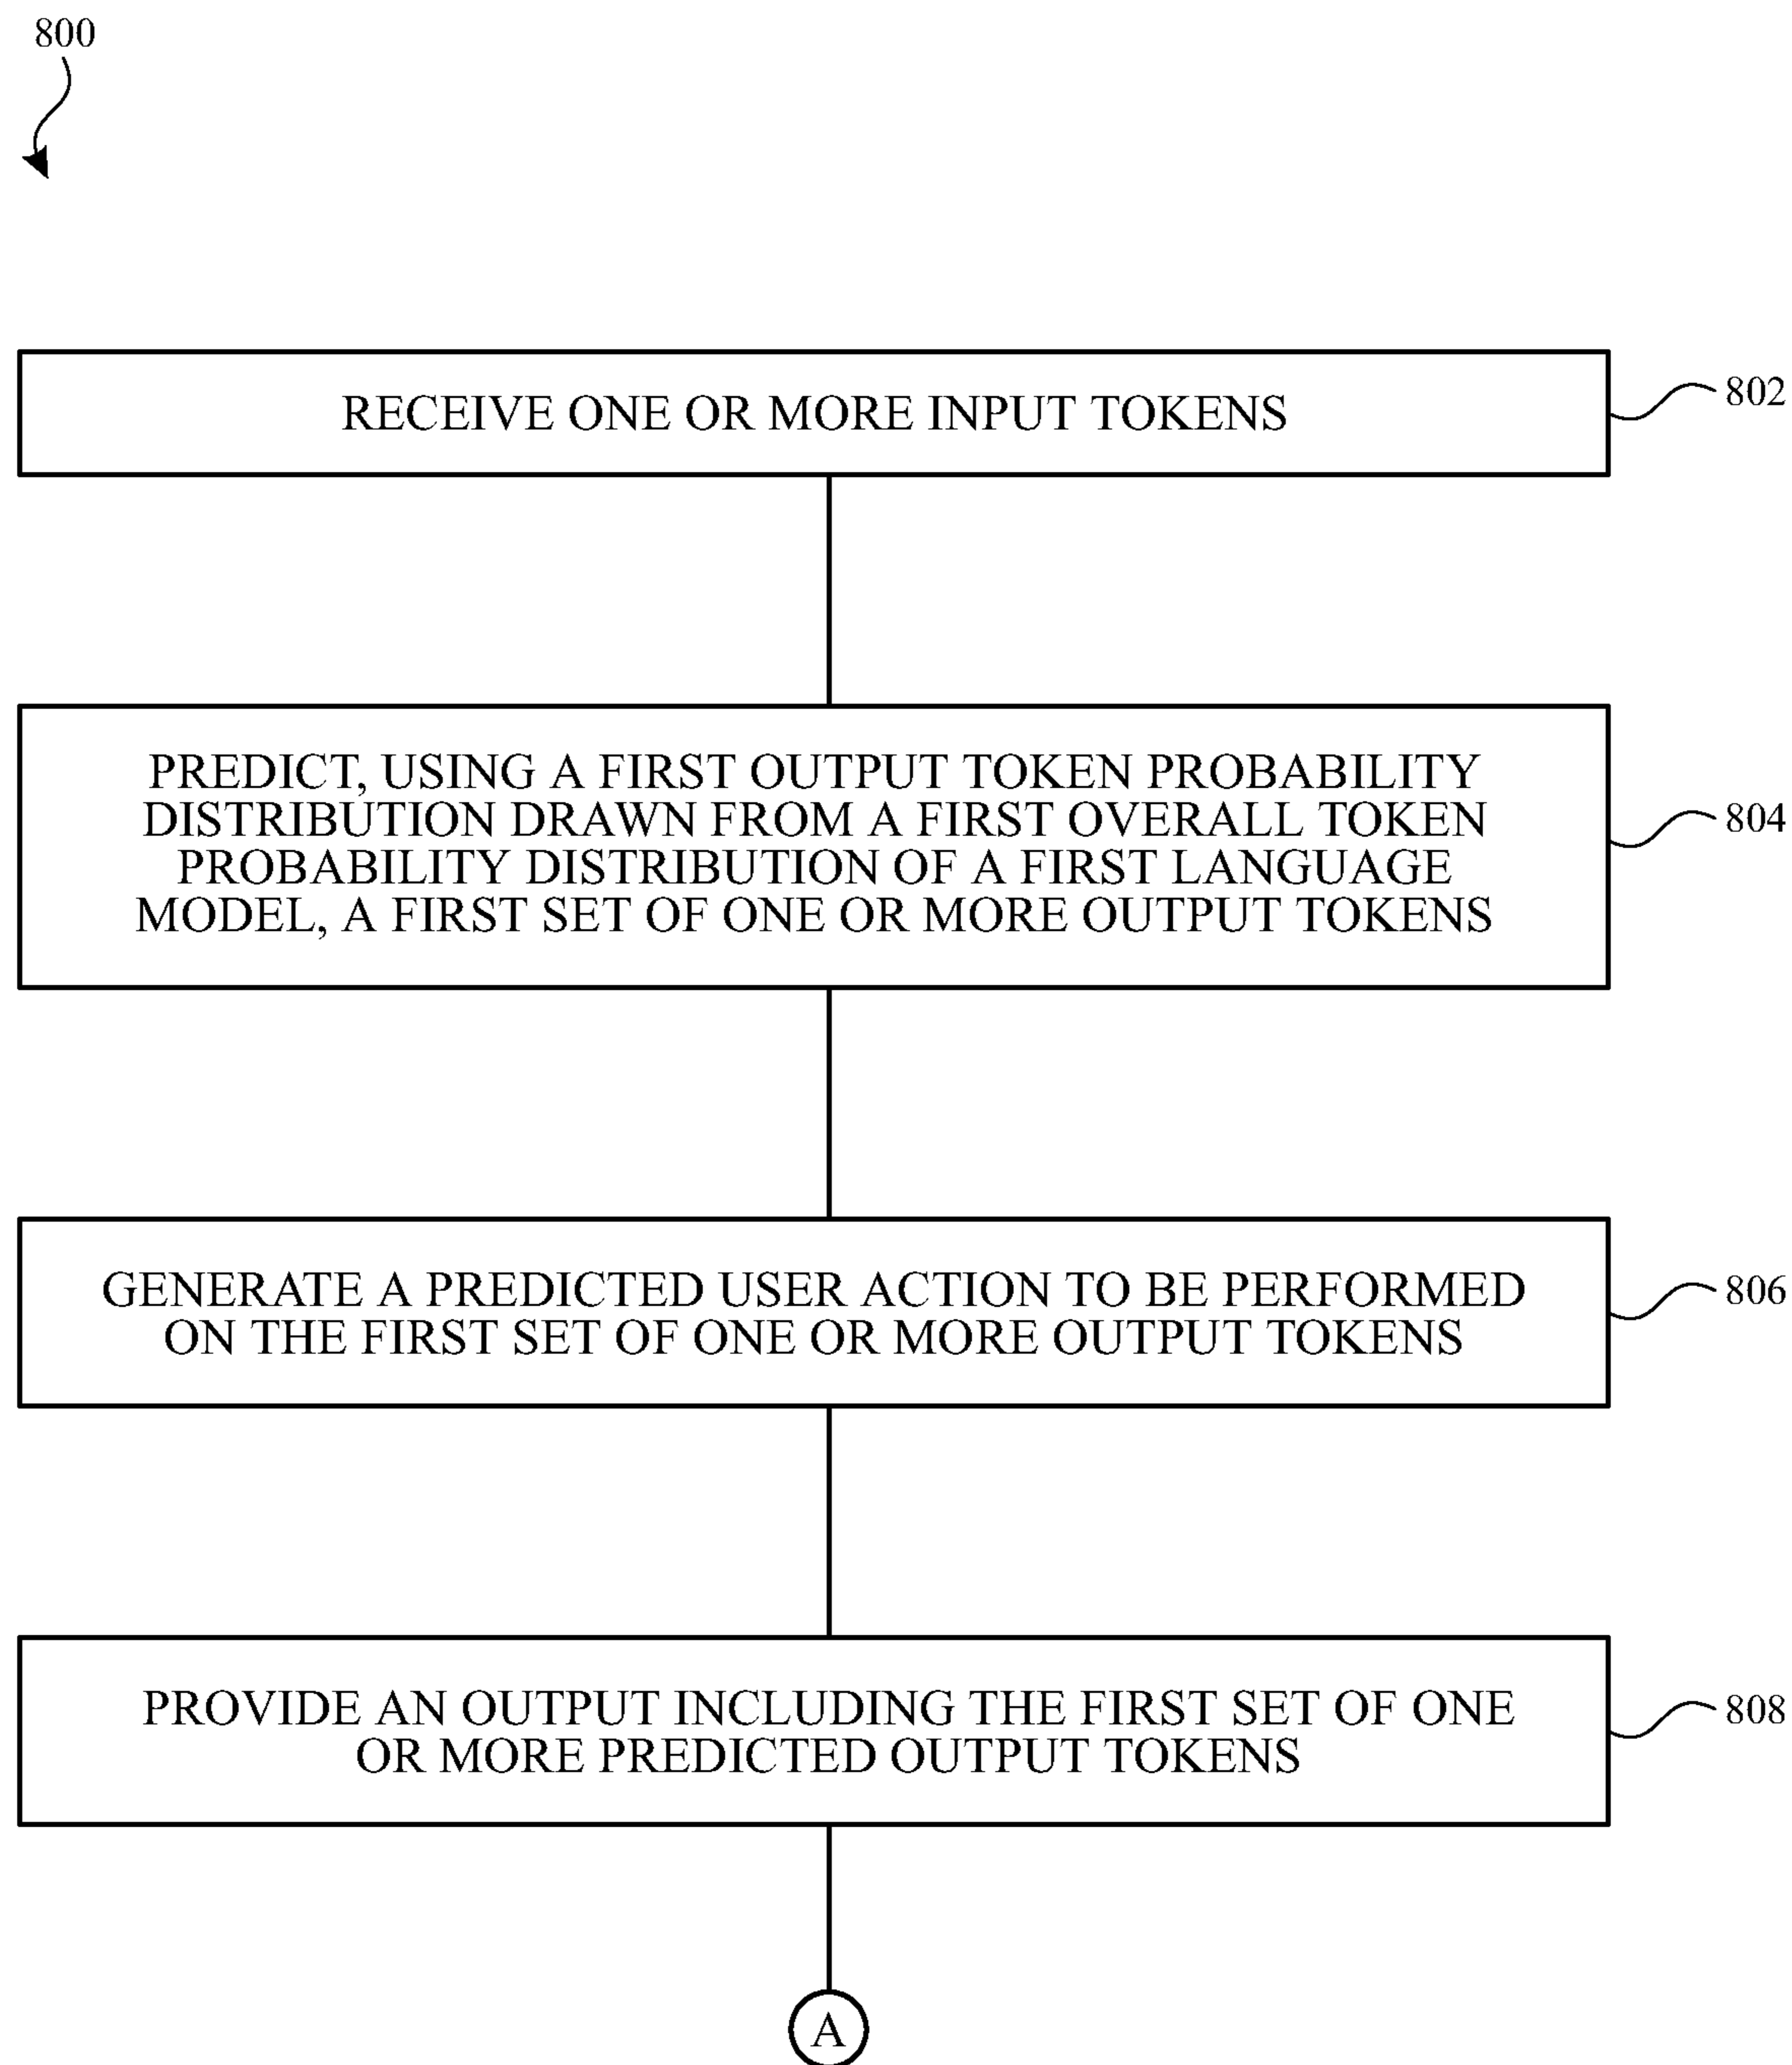 800
RECEIVE ONE OR MORE INPUT TOKENS
802
PREDICT, USING A FIRST OUTPUT TOKEN PROBABILITY
DISTRIBUTION DRAWN FROM A FIRST OVERALL TOKEN
PROBABILITY DISTRIBUTION OF A FIRST LANGUAGE
MODEL, A FIRST SET OF ONE OR MORE OUTPUT TOKENS
804
GENERATE A PREDICTED USER ACTION TO BE PERFORMED
ON THE FIRST SET OF ONE OR MORE OUTPUT TOKENS
806
PROVIDE AN OUTPUT INCLUDING THE FIRST SET OF ONE
OR MORE PREDICTED OUTPUT TOKENS
808
A